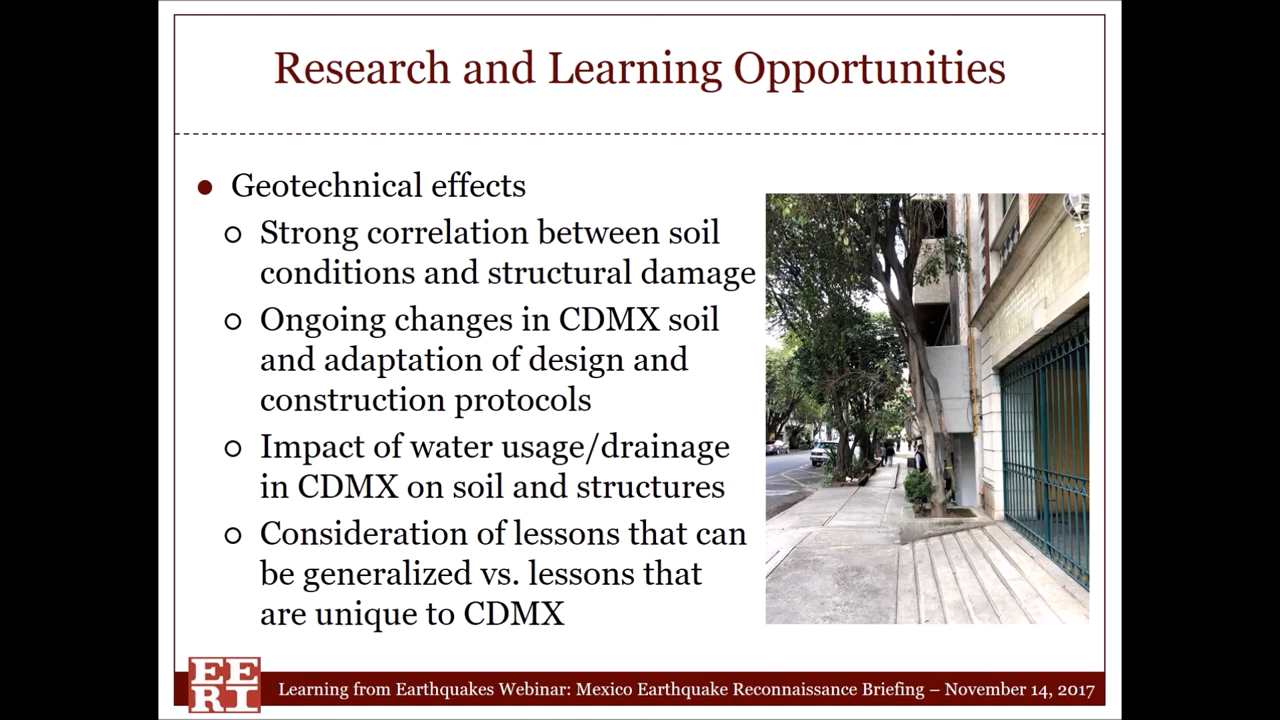 Research and Learning Opportunities
Geotechnical effects
Strong correlation between soil
conditions and structural damage
Ongoing changes in CDMX soil
and adaptation of design and
construction protocols
Impact of water usage/drainage
in CDMX on soil and structures
Consideration of lessons that can
be generalized vs. lessons that
are unique to CDMX
EE
RI
Learning from Earthquakes Webinar: Mexico Earthquake Reconnaissance Briefing – November 14, 2017